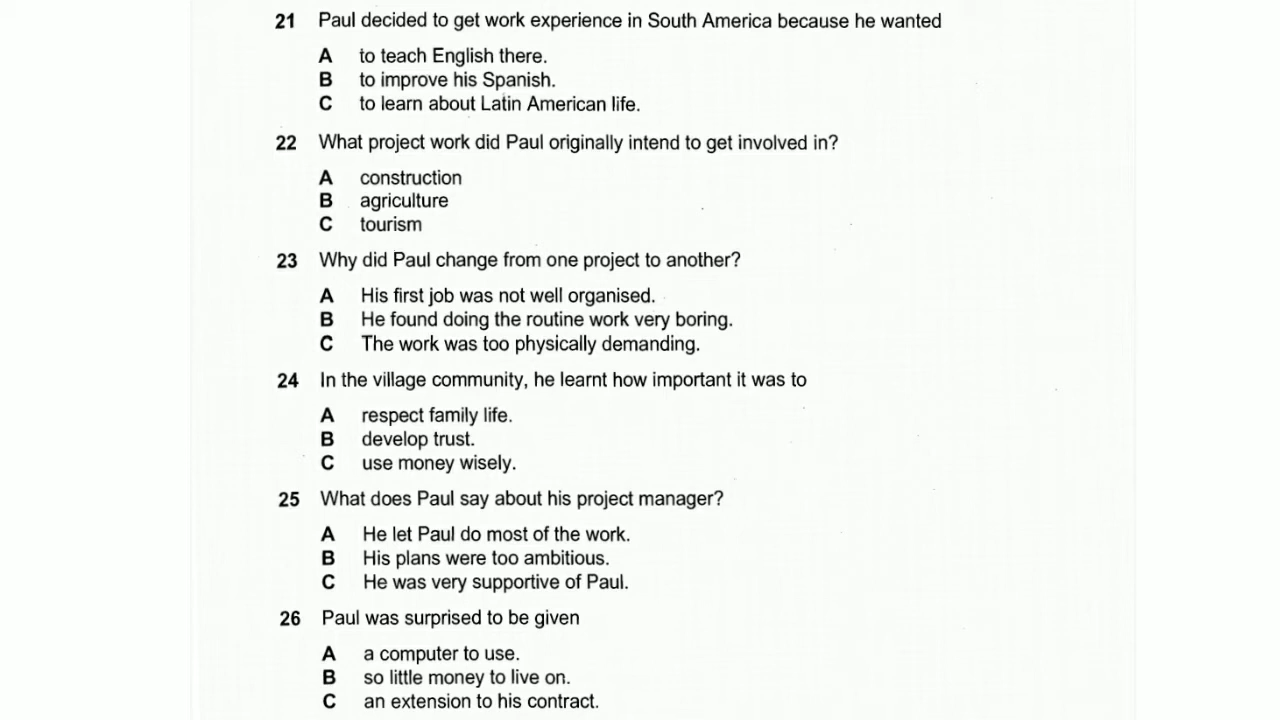 21 Paul decided to get work experience in South America because he wanted
A to teach English there.
B to improve his Spanish.
C to learn about Latin American life.
22 What project work did Paul originally intend to get involved in?
A construction
B agriculture
C tourism
23 Why did Paul change from one project to another?
A His first job was not well organised.
B He found doing the routine work very boring.
C The work was too physically demanding.
24 In the village community, he learnt how important it was to
A respect family life.
B develop trust.
C use money wisely.
25 What does Paul say about his project manager?
A He let Paul do most of the work.
B His plans were too ambitious.
C He was very supportive of Paul.
26 Paul was surprised to be given
A a computer to use.
B so little money to live on.
C an extension to his contract.